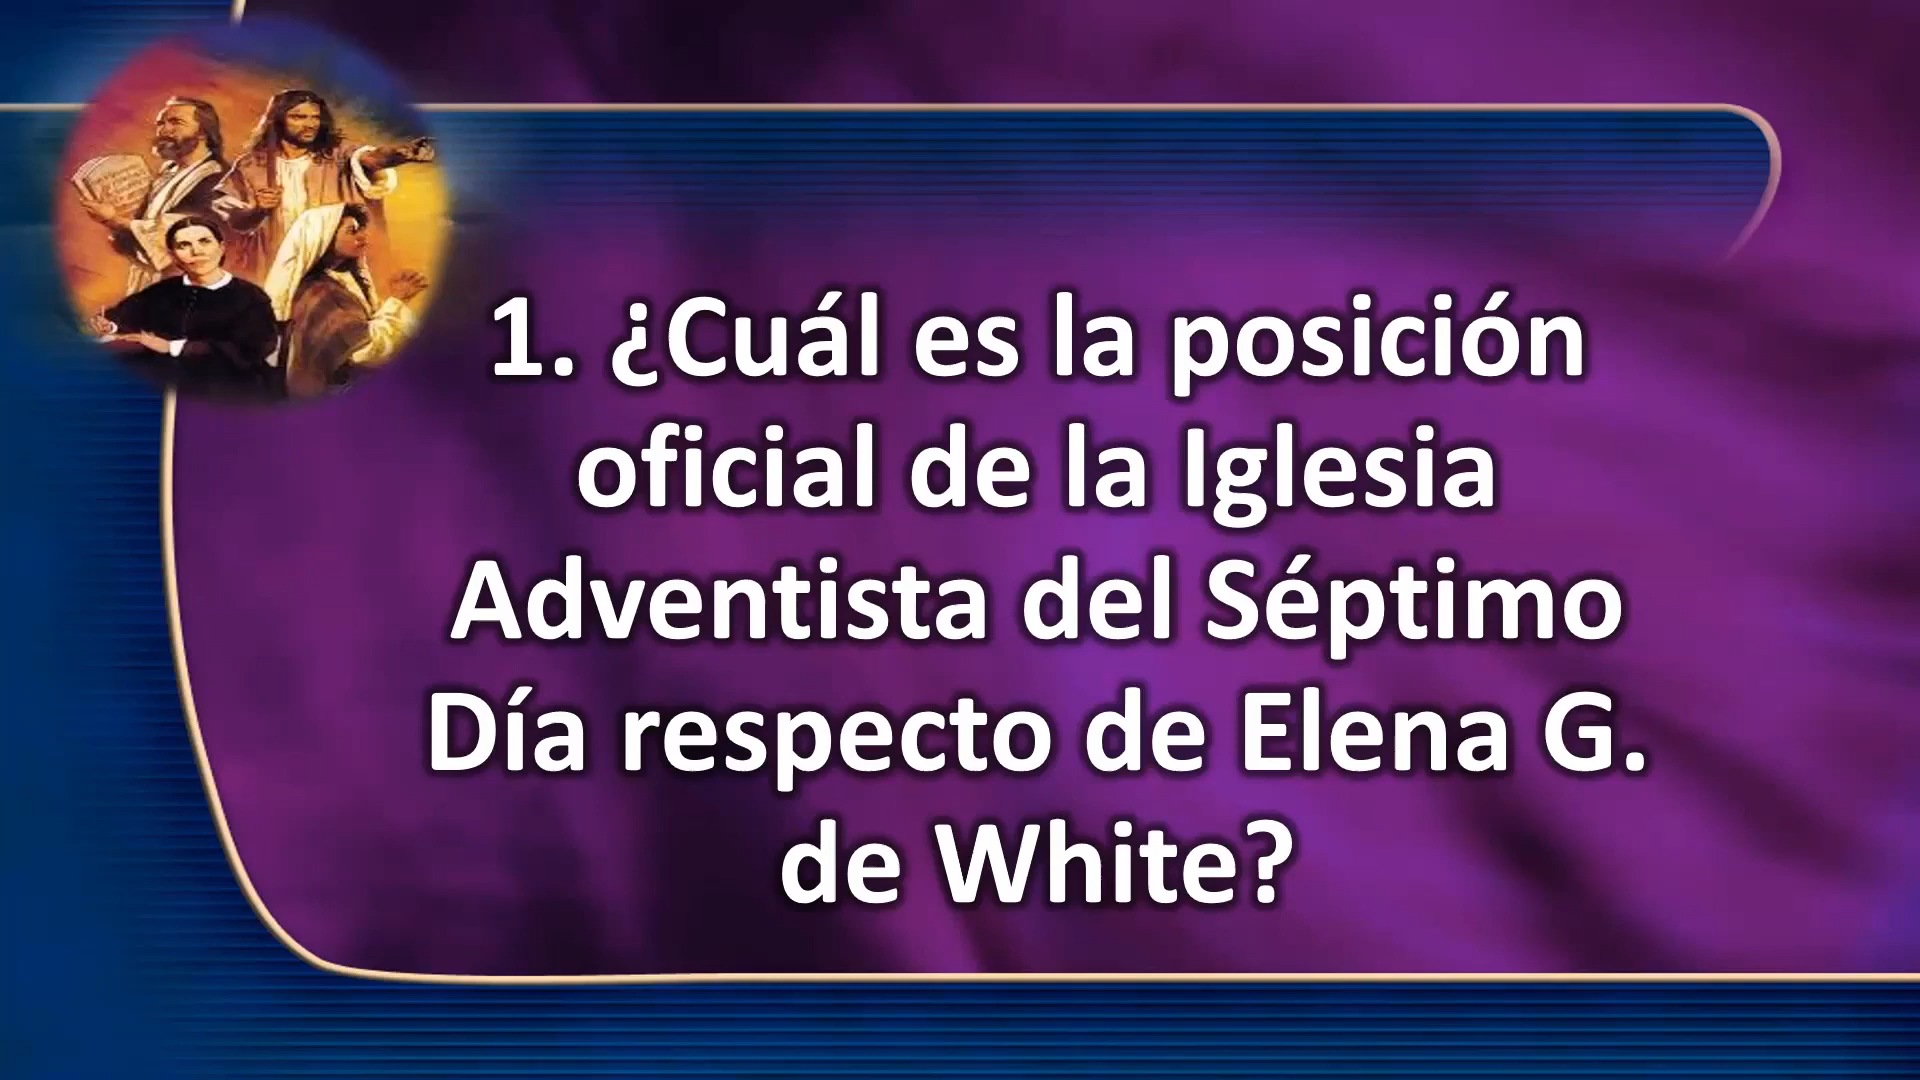 1. ¿Cuál es la posición
oficial de la Iglesia
Adventista del Séptimo
Día respecto de Elena G.
de White?